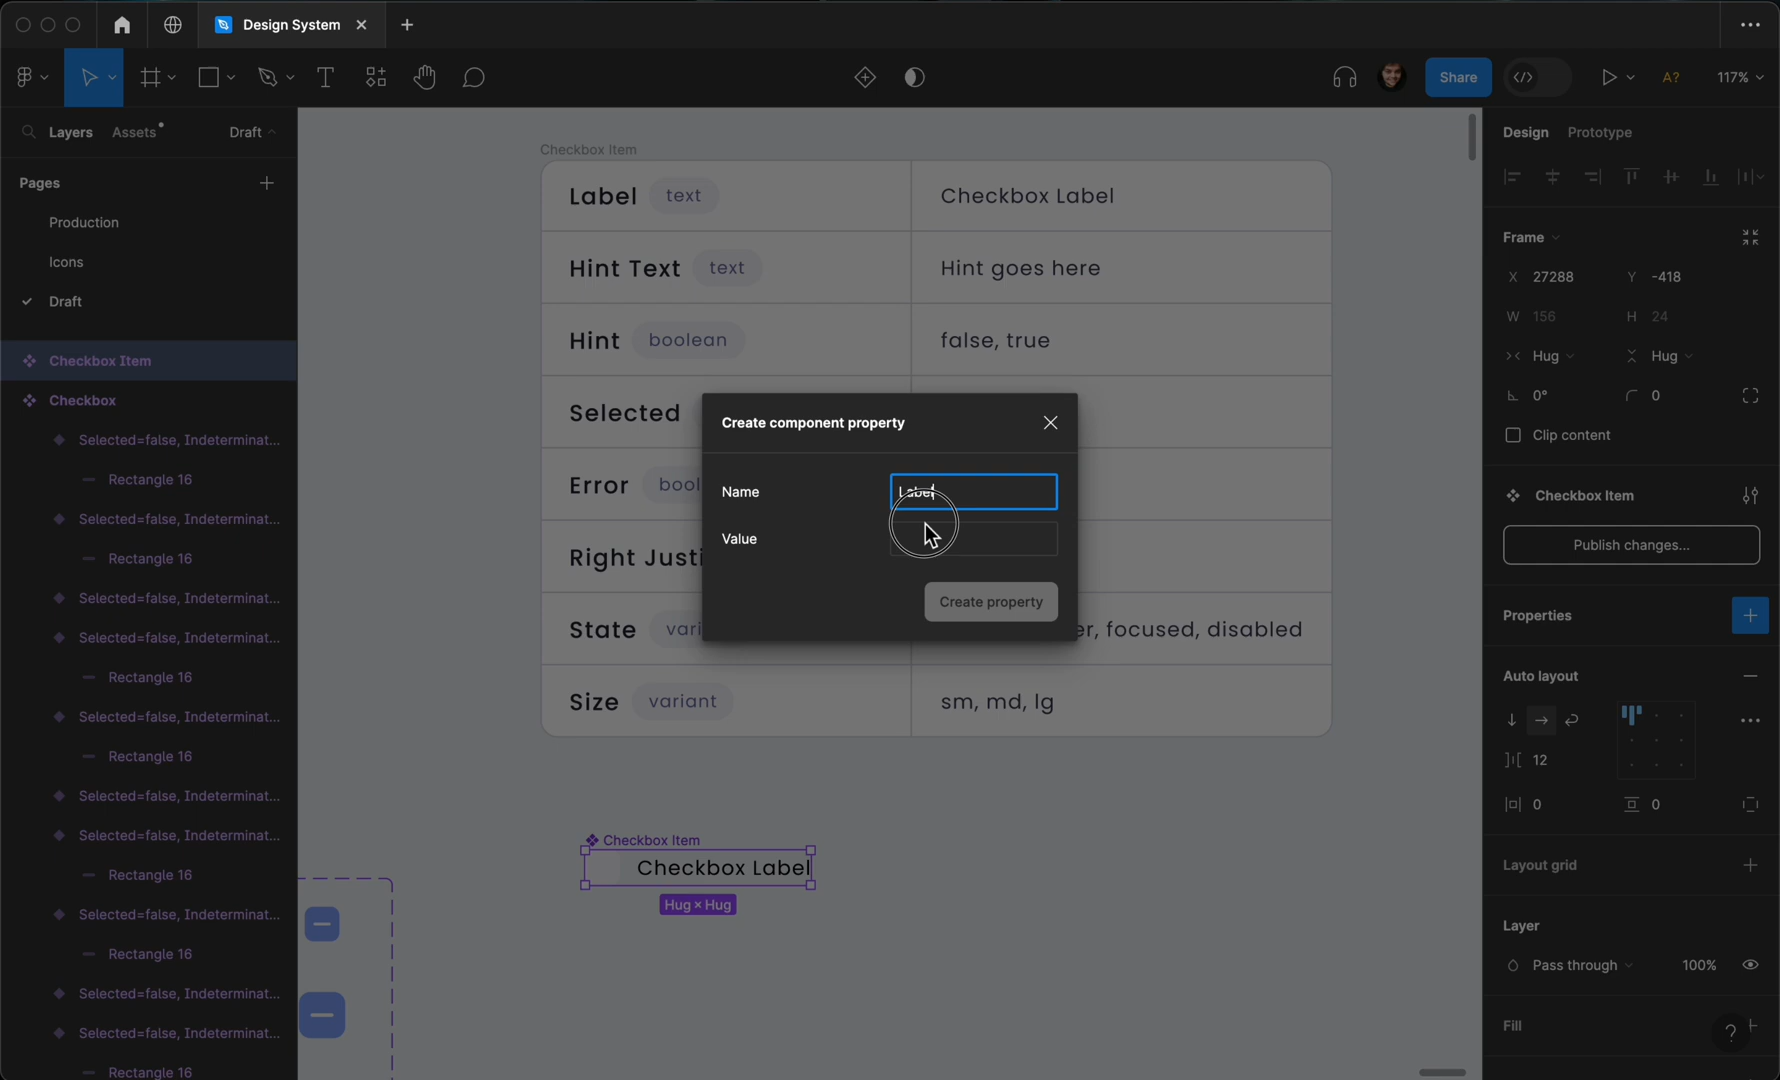 Design System
Share
117%
A?
Layers
Assets
Draft
Pages
Production
Icons
Draft
Checkbox Item
Checkbox
Selected=false, Indeterminat...
Rectangle 16
Selected=false, Indeterminat...
Rectangle 16
Selected=false, Indeterminat...
Selected=false, Indeterminat...
Rectangle 16
Selected=false, Indeterminat...
Rectangle 16
Selected=false, Indeterminat...
Selected=false, Indeterminat...
Rectangle 16
Selected=false, Indeterminat...
Rectangle 16
Selected=false, Indeterminat...
Selected=false, Indeterminat...
Rectangle 16
Checkbox Item
Label text Checkbox Label
Hint Text text Hint goes here
Hint boolean false, true
Selected
Error bool
Right Justi
State vari er, focused, disabled
Size variant sm, md, lg
Create component property
Name Label
Value
Create property
Checkbox Item
Checkbox Label
Hug × Hug
Design Prototype
Frame
X 27288 Y -418
W 156 H 24
Hug Hug
0° 0
Clip content
Checkbox Item
Publish changes...
Properties
Auto layout
12
0 0
Layout grid
Layer
Pass through 100%
Fill
?